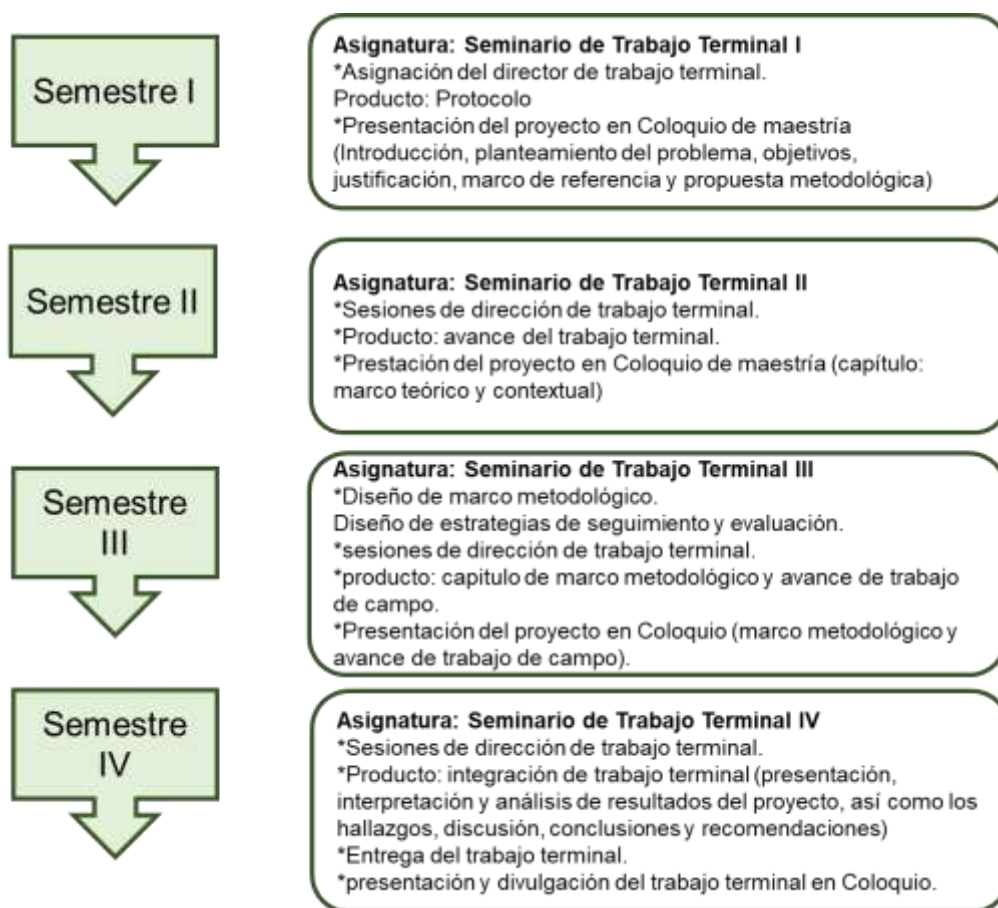 Semestre I
Asignatura: Seminario de Trabajo Terminal I
*Asignación del director de trabajo terminal.
Producto: Protocolo
*Presentación del proyecto en Coloquio de maestría
(Introducción, planteamiento del problema, objetivos,
justificación, marco de referencia y propuesta metodológica)
Semestre II
Asignatura: Seminario de Trabajo Terminal II
*Sesiones de dirección de trabajo terminal.
*Producto: avance del trabajo terminal.
*Prestación del proyecto en Coloquio de maestría (capítulo:
marco teórico y contextual)
Semestre
III
Asignatura: Seminario de Trabajo Terminal III
*Diseño de marco metodológico.
Diseño de estrategias de seguimiento y evaluación.
*sesiones de dirección de trabajo terminal.
*producto: capitulo de marco metodológico y avance de trabajo
de campo.
*Presentación del proyecto en Coloquio (marco metodológico y
avance de trabajo de campo).
Semestre
IV
Asignatura: Seminario de Trabajo Terminal IV
*Sesiones de dirección de trabajo terminal.
*Producto: integración de trabajo terminal (presentación,
interpretación y análisis de resultados del proyecto, así como los
hallazgos, discusión, conclusiones y recomendaciones)
*Entrega del trabajo terminal.
*presentación y divulgación del trabajo terminal en Coloquio.